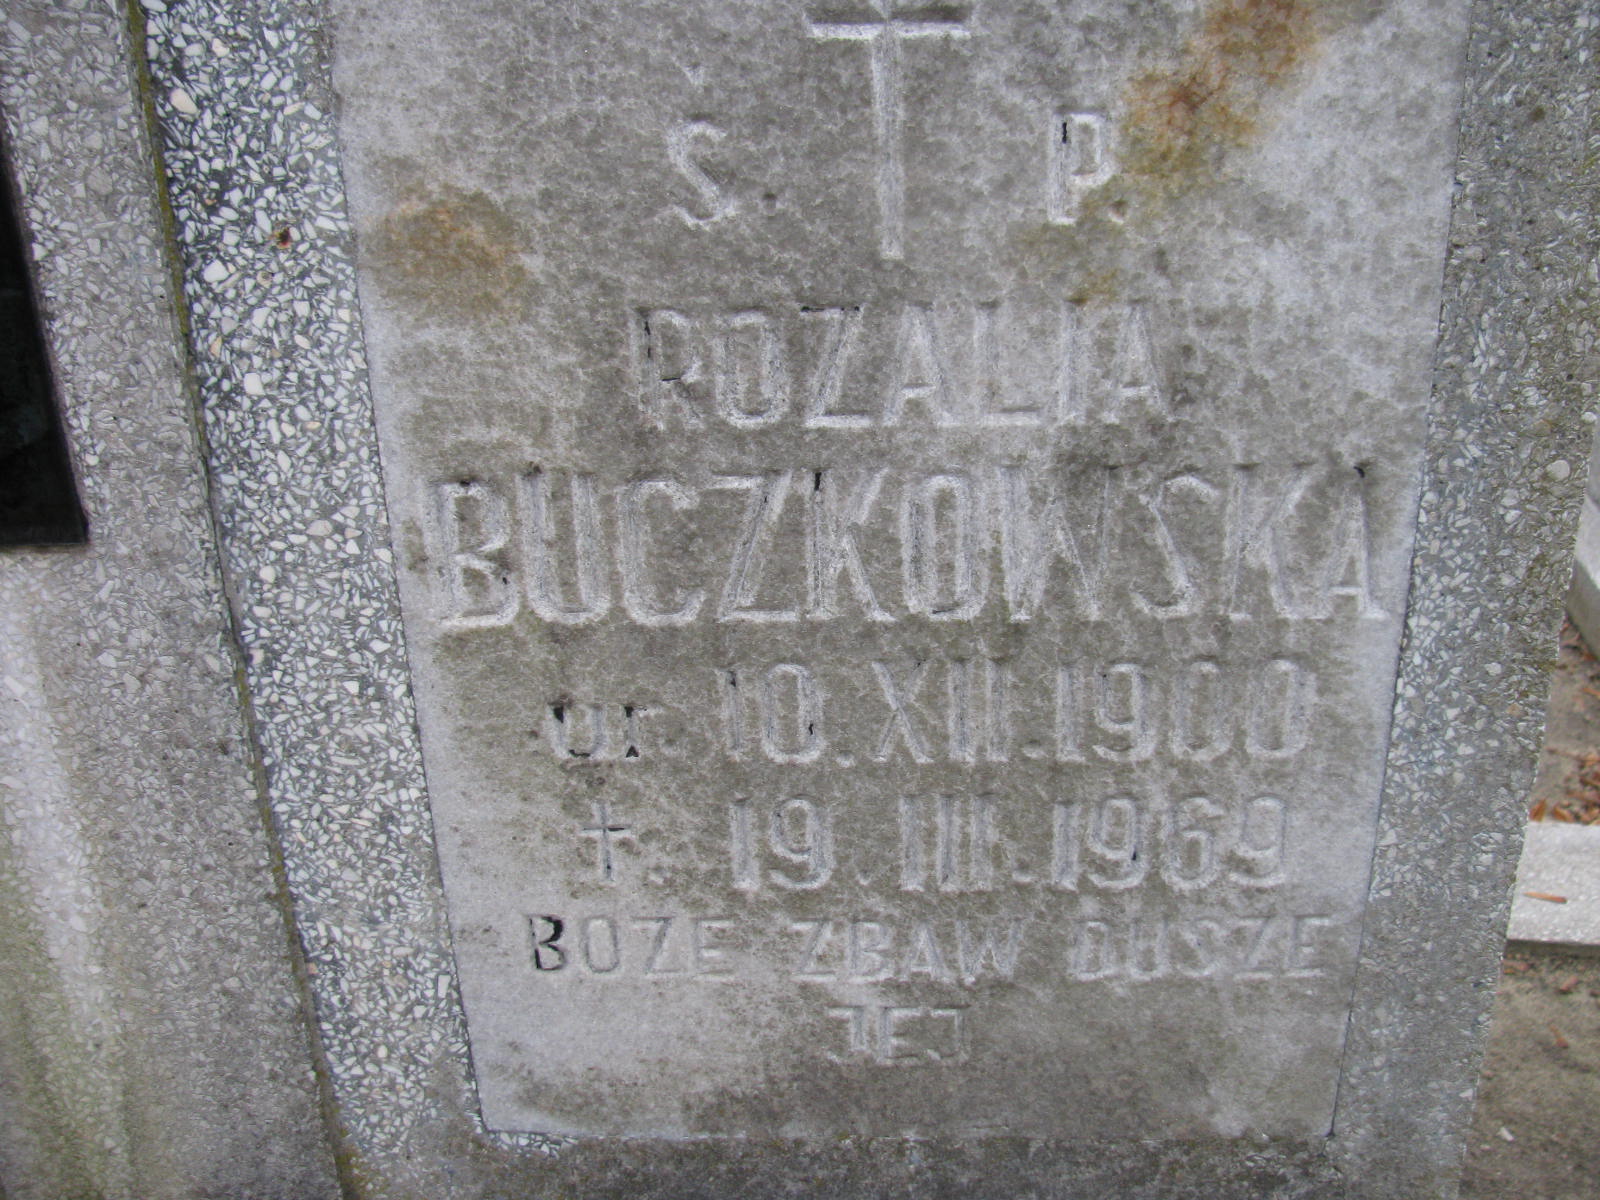 Ś. P.
ROZALIA
BUCZKOWSKA
ur. 10.XII.1900
†. 19.III.1969
BOZE ZBAW DUSZE
JEJ